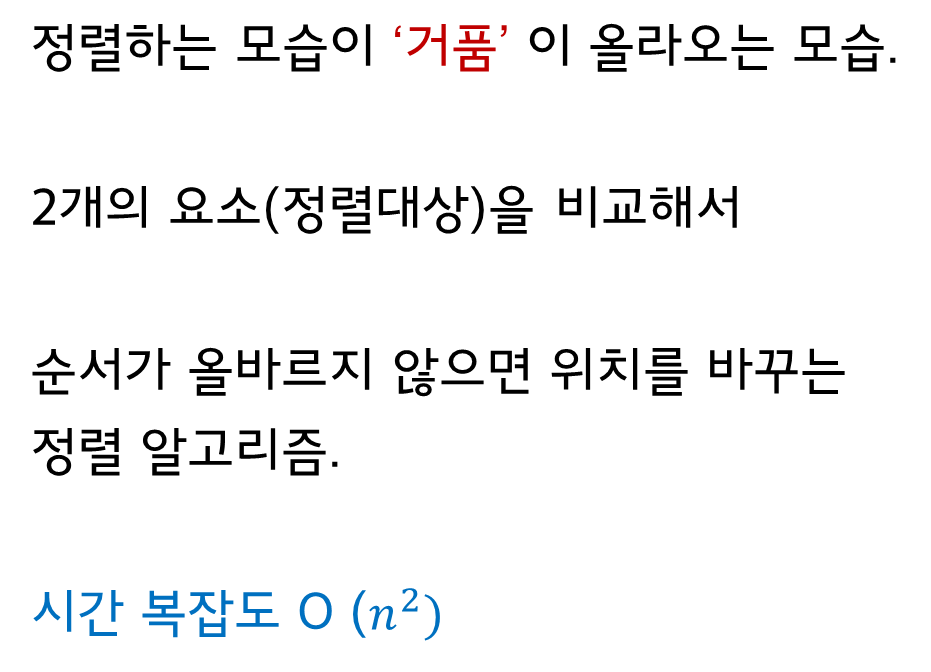 정렬하는 모습이 ‘거품’ 이 올라오는 모습.
2개의 요소(정렬대상)을 비교해서
순서가 올바르지 않으면 위치를 바꾸는
정렬 알고리즘.
시간 복잡도 O (𝑛²)